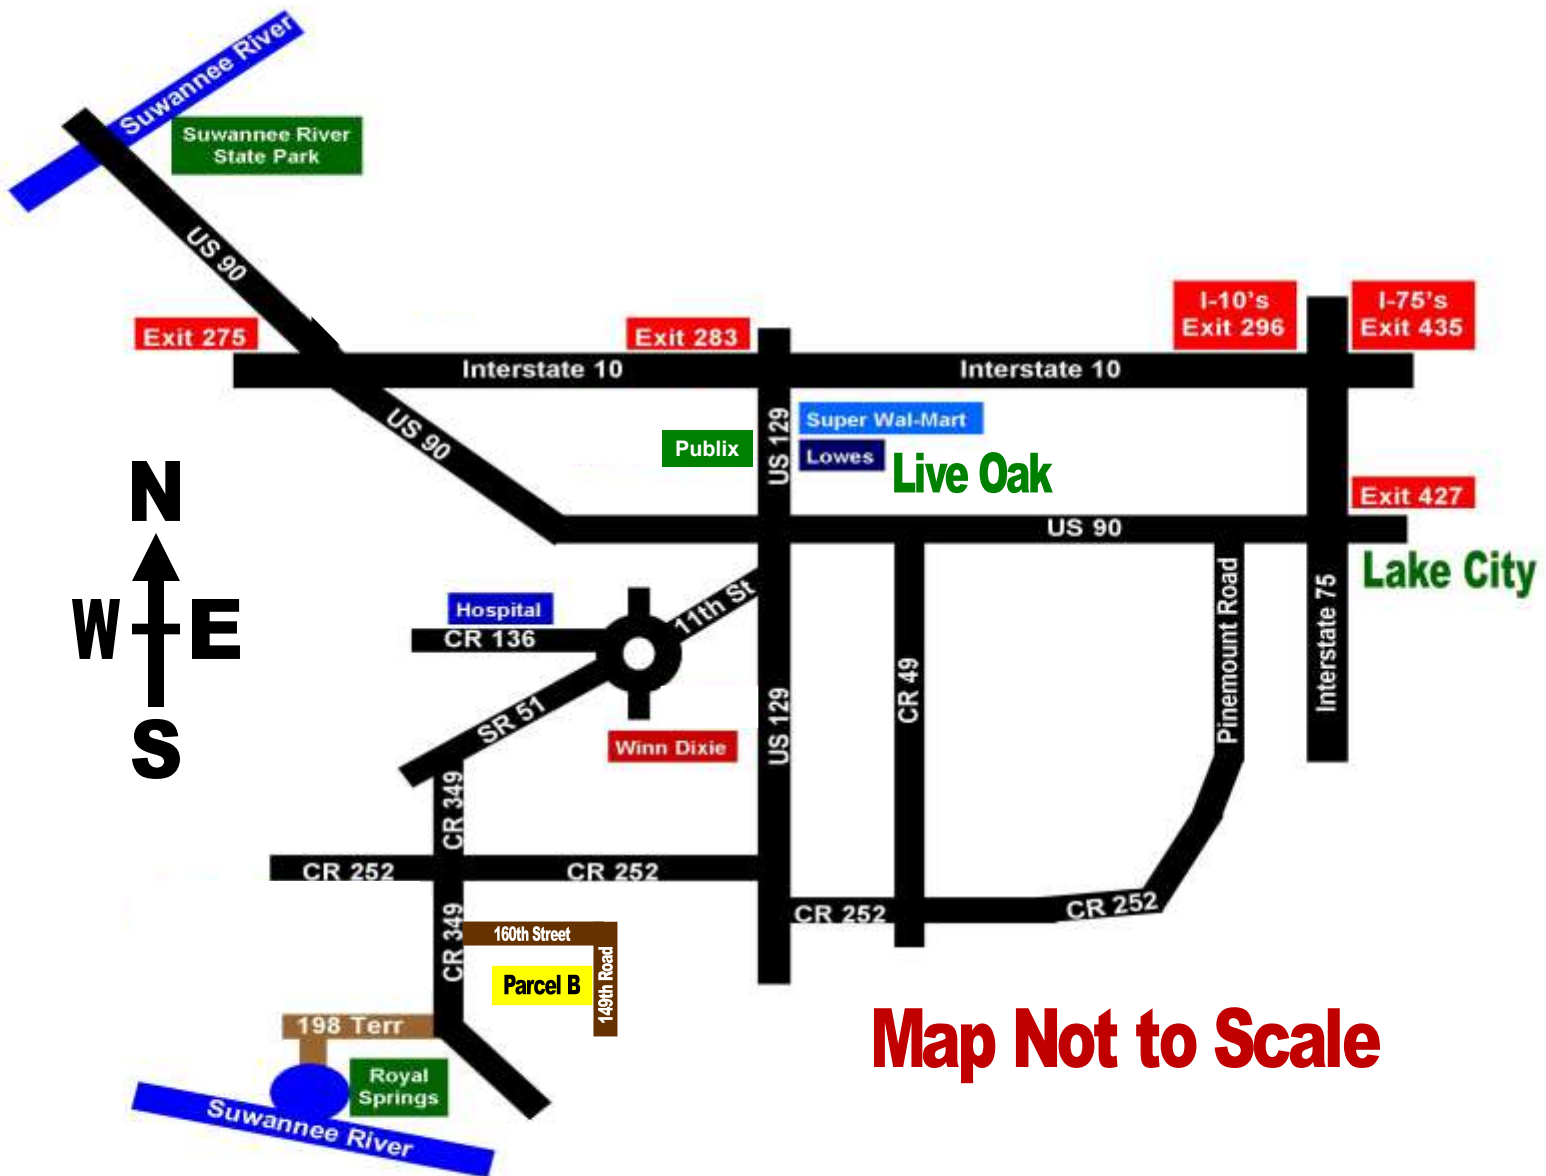 Suwannee River
Suwannee River
State Park
US 90
I-10's
Exit 296
I-75's
Exit 435
Exit 275
Exit 283
Interstate 10
Interstate 10
US 90
US 129
Super Wal-Mart
Publix
Lowes
Live Oak
N
Exit 427
US 90
Lake City
W
E
Hospital
CR 136
11th St
Pinemount Road
Interstate 75
CR 49
SR 51
US 129
Winn Dixie
S
CR 349
CR 252
CR 252
CR 252
CR 252
CR 349
160th Street
149th Road
Parcel B
198 Terr
Map Not to Scale
Royal
Springs
Suwannee River